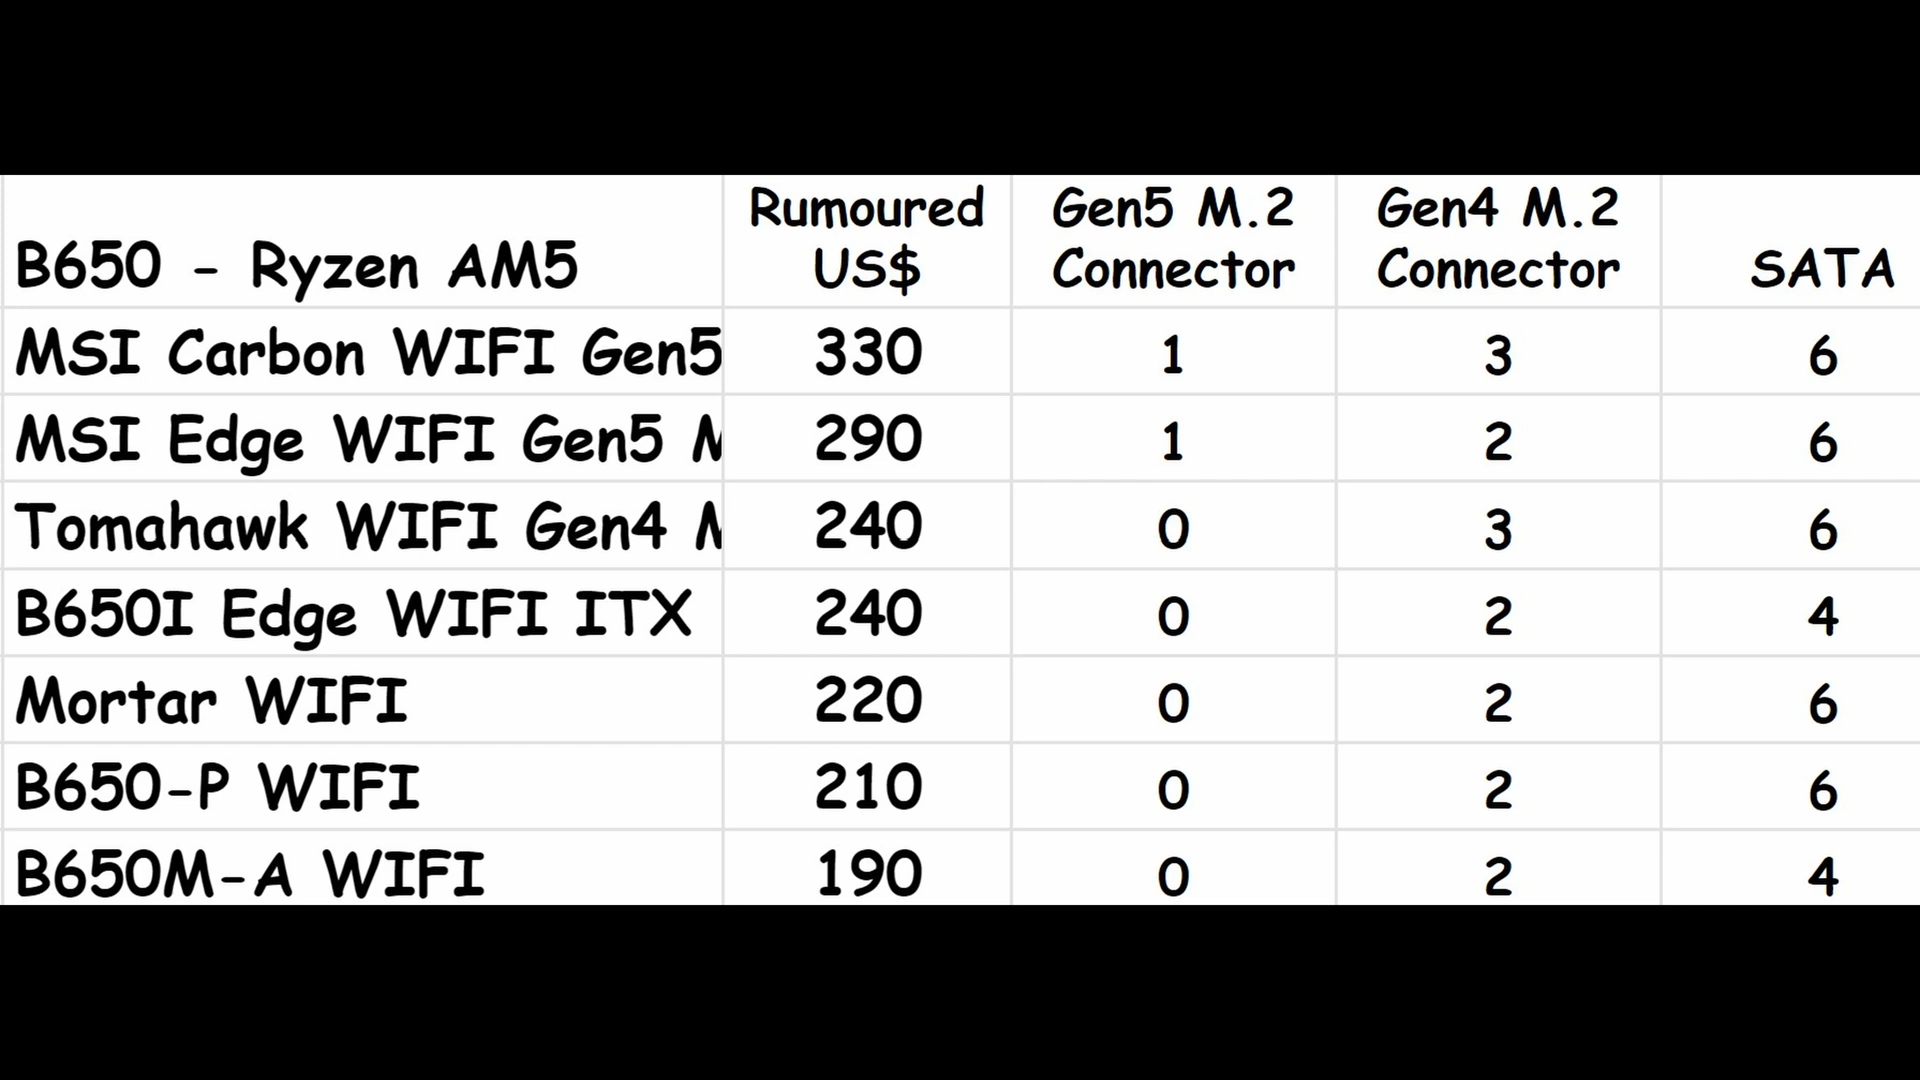 Rumoured Gen5 M.2 Gen4 M.2
B650 - Ryzen AM5 US$ Connector Connector SATA
MSI Carbon WIFI Gen5 330 1 3 6
MSI Edge WIFI Gen5 290 1 2 6
Tomahawk WIFI Gen4 240 0 3 6
B650I Edge WIFI ITX 240 0 2 4
Mortar WIFI 220 0 2 6
B650-P WIFI 210 0 2 6
B650M-A WIFI 190 0 2 4